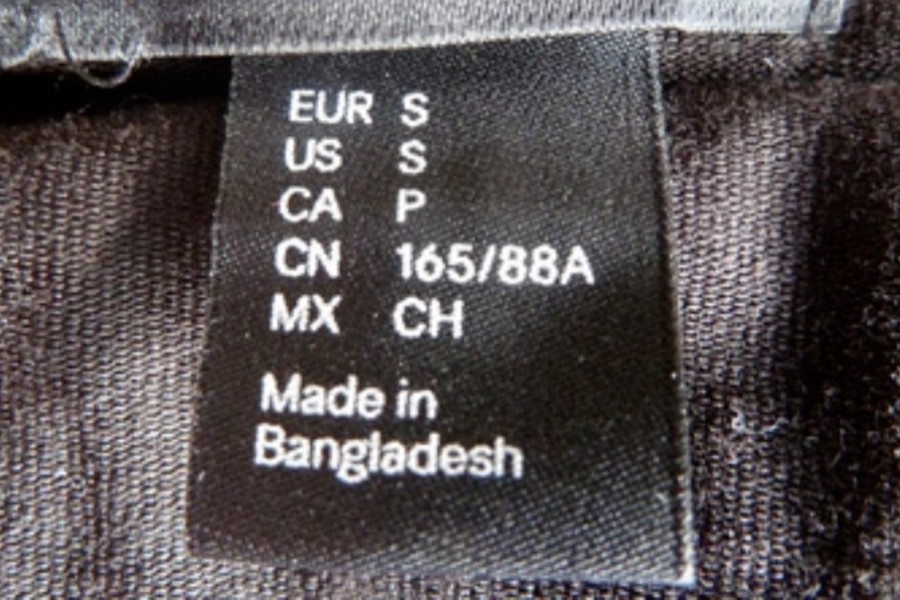 EUR S
US S
CA P
CN 165/88A
MX CH
Made in
Bangladesh